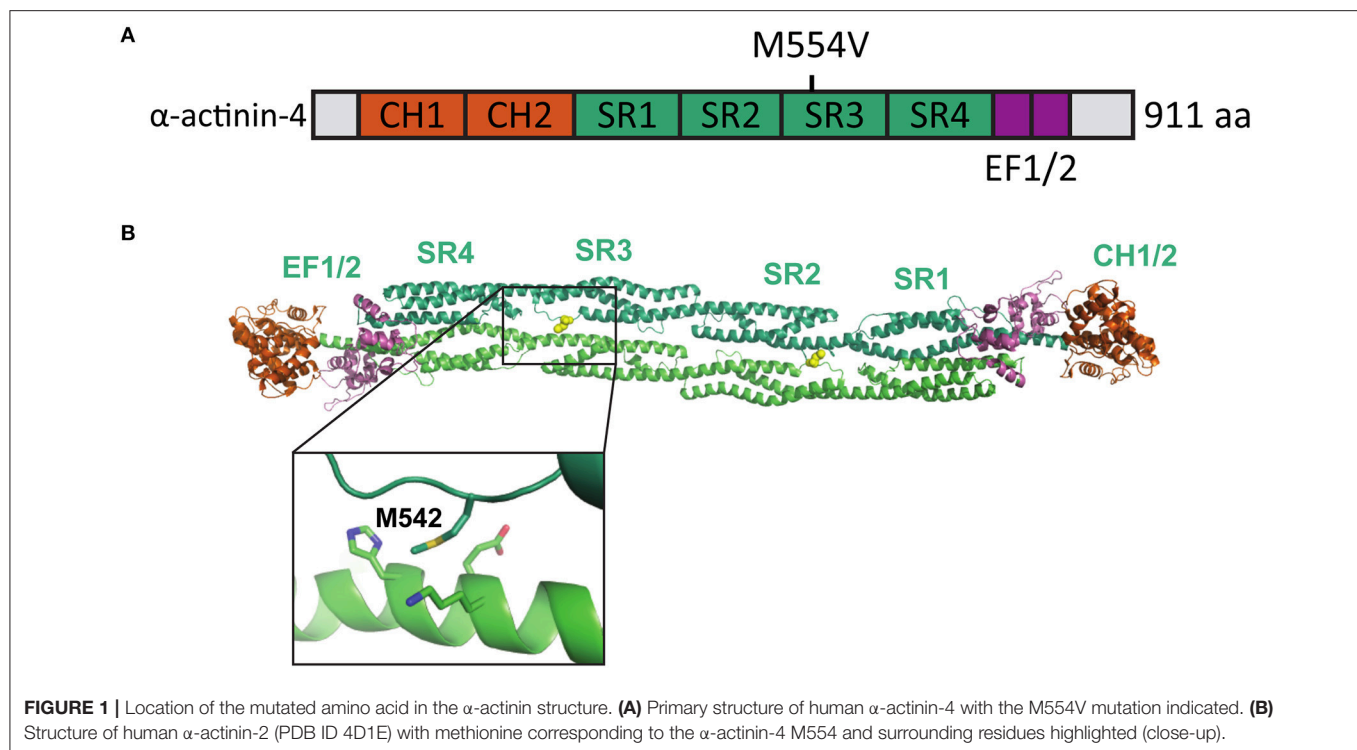 A
M554V
α-actinin-4 CH1 CH2 SR1 SR2 SR3 SR4 911 aa
EF1/2
B
EF1/2 SR4 SR3 SR2 SR1 CH1/2
M542
FIGURE 1 | Location of the mutated amino acid in the α-actinin structure. (A) Primary structure of human α-actinin-4 with the M554V mutation indicated. (B)
Structure of human α-actinin-2 (PDB ID 4D1E) with methionine corresponding to the α-actinin-4 M554 and surrounding residues highlighted (close-up).